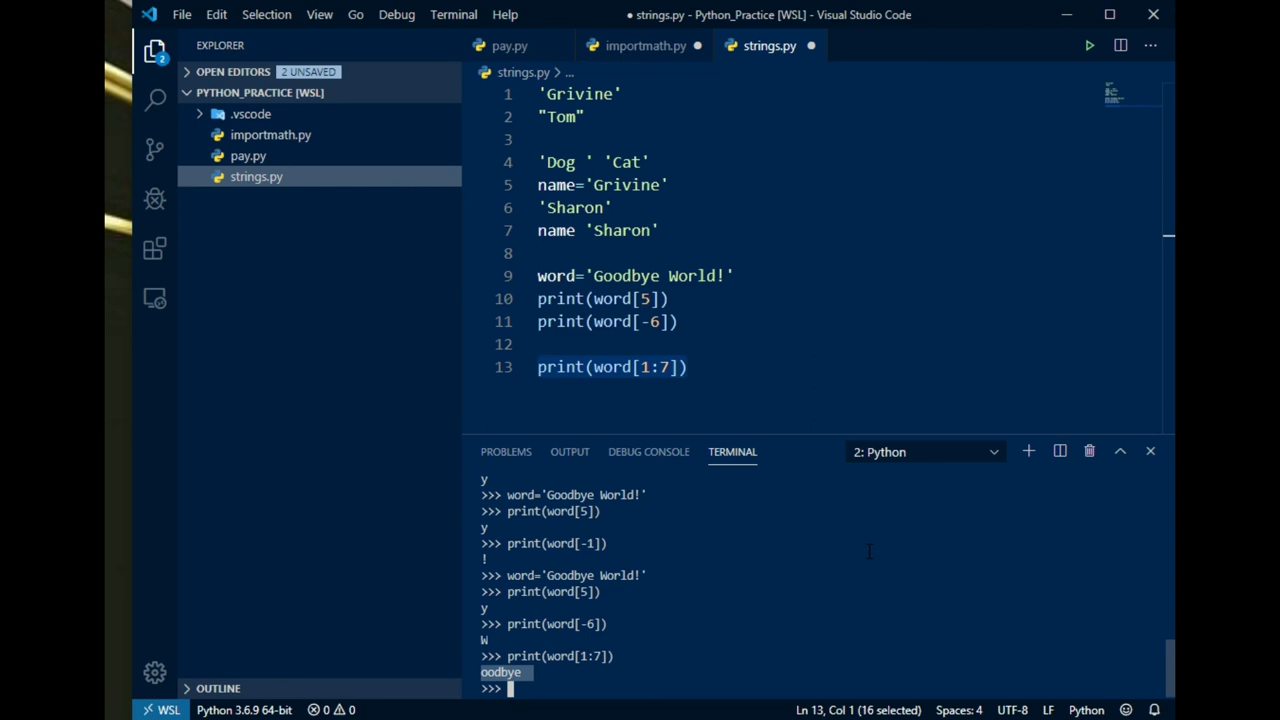 File Edit Selection View Go Debug Terminal Help
● strings.py - Python_Practice [WSL] - Visual Studio Code
EXPLORER
pay.py importmath.py ● strings.py ●
OPEN EDITORS 2 UNSAVED
2
strings.py > ...
PYTHON_PRACTICE [WSL]
.vscode
importmath.py
pay.py
strings.py
1 'Grivine'
2 "Tom"
3
4 'Dog ' 'Cat'
5 name='Grivine'
6 'Sharon'
7 name 'Sharon'
8
9 word='Goodbye World!'
10 print(word[5])
11 print(word[-6])
12
13 print(word[1:7])
PROBLEMS OUTPUT DEBUG CONSOLE TERMINAL 2: Python
y
>>> word='Goodbye World!'
>>> print(word[5])
y
>>> print(word[-1])
!
>>> word='Goodbye World!'
>>> print(word[5])
y
>>> print(word[-6])
W
>>> print(word[1:7])
oodbye
>>>
OUTLINE
WSL Python 3.6.9 64-bit 0 0 Ln 13, Col 1 (16 selected) Spaces: 4 UTF-8 LF Python